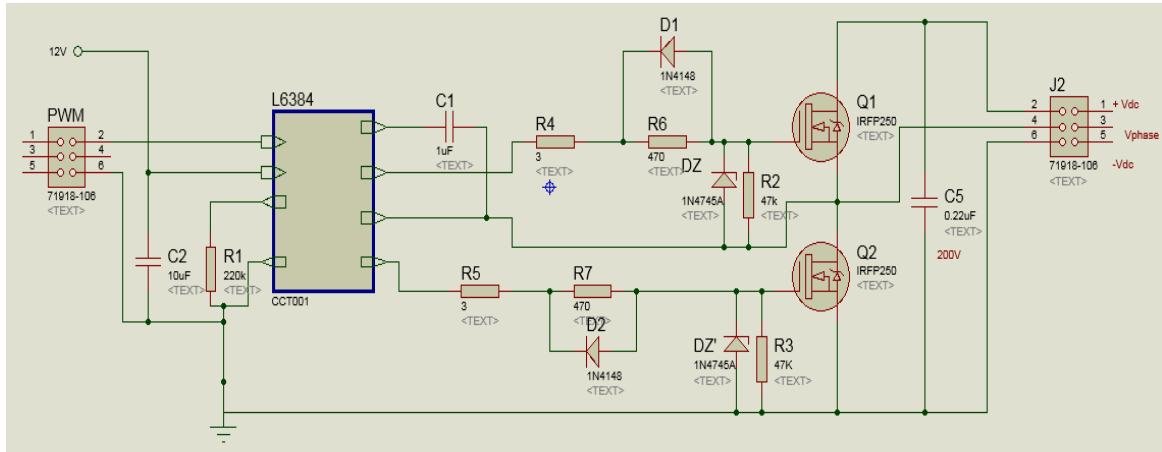 12V
PWM
1 2
3 4
5 6
71918-106
<TEXT>
C2
10uF
<TEXT>
R1
220k
<TEXT>
L6384
CCT001
C1
1uF
<TEXT>
R4
3
<TEXT>
D1
1N4148
<TEXT>
R6
470
<TEXT>
DZ
1N4745A
<TEXT>
R2
47k
<TEXT>
Q1
IRFP250
<TEXT>
R5
3
<TEXT>
R7
470
<TEXT>
D2
1N4148
<TEXT>
DZ'
1N4745A
<TEXT>
R3
47K
<TEXT>
Q2
IRFP250
<TEXT>
C5
0.22uF
<TEXT>
200V
J2
2 1 + Vdc
4 3 Vphase
6 5 -Vdc
71918-106
<TEXT>